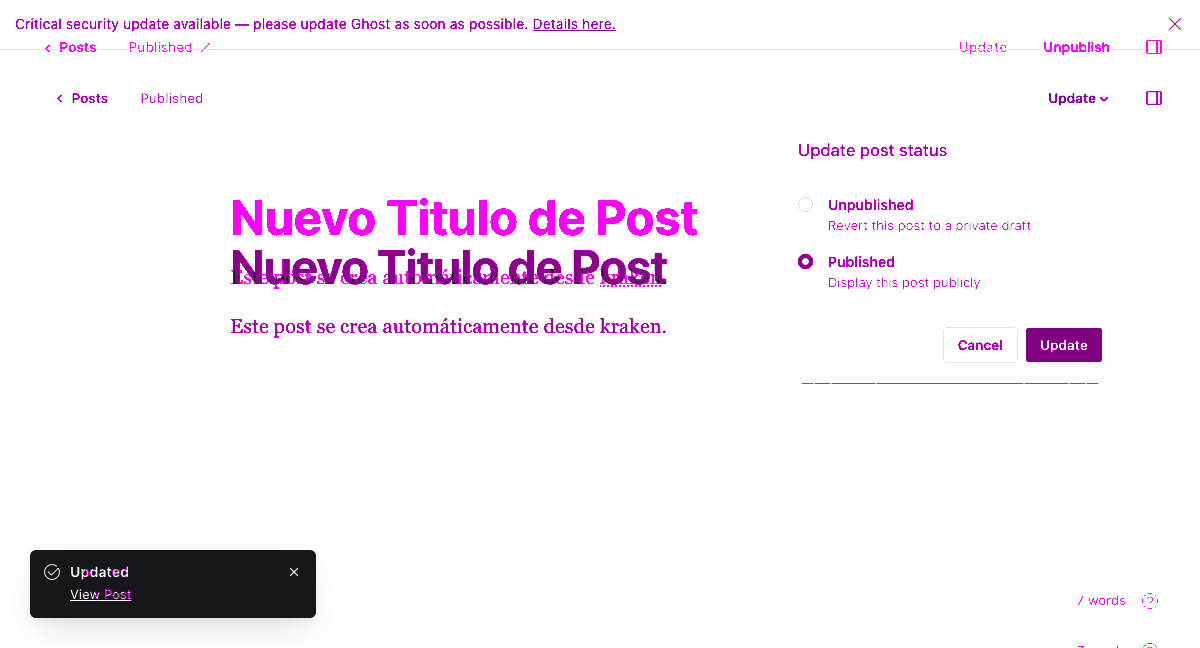 Critical security update available — please update Ghost as soon as possible. Details here.
Posts Published Update Unpublish
Posts Published Update
Update post status
Nuevo Titulo de Post
Unpublished
Revert this post to a private draft
Nuevo Titulo de Post
Este post se crea automáticamente desde kraken.
Published
Display this post publicly
Este post se crea automáticamente desde kraken.
Cancel Update
Updated
View Post
7 words ?